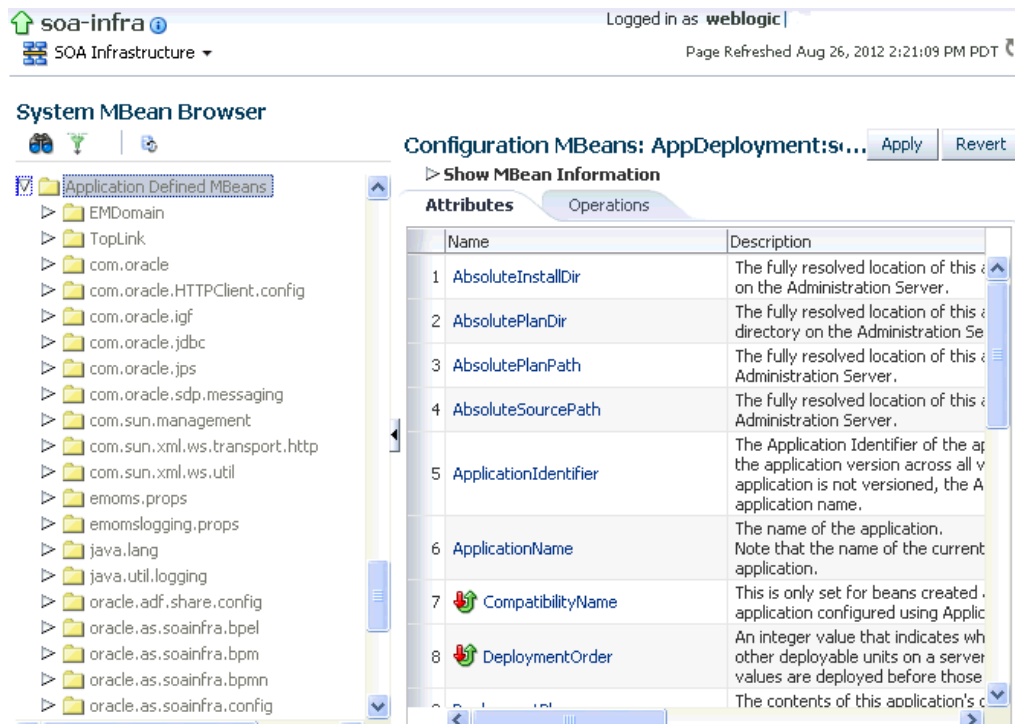 soa-infra
Logged in as weblogic|
SOA Infrastructure
Page Refreshed Aug 26, 2012 2:21:09 PM PDT
System MBean Browser
Application Defined MBeans
EMDomain
TopLink
com.oracle
com.oracle.HTTPClient.config
com.oracle.igf
com.oracle.jdbc
com.oracle.jps
com.oracle.sdp.messaging
com.sun.management
com.sun.xml.ws.transport.http
com.sun.xml.ws.util
emoms.props
emomslogging.props
java.lang
java.util.logging
oracle.adf.share.config
oracle.as.soainfra.bpel
oracle.as.soainfra.bpm
oracle.as.soainfra.bpmn
oracle.as.soainfra.config
Configuration MBeans: AppDeployment:s...
Apply
Revert
Show MBean Information
Attributes
Operations
Name
Description
1
AbsoluteInstallDir
The fully resolved location of this
on the Administration Server.
2
AbsolutePlanDir
The fully resolved location of this
directory on the Administration Se
3
AbsolutePlanPath
The fully resolved location of this
Administration Server.
4
AbsoluteSourcePath
The fully resolved location of this
Administration Server.
5
ApplicationIdentifier
The Application Identifier of the ap
the application version across all v
application is not versioned, the A
application name.
6
ApplicationName
The name of the application.
Note that the name of the current
application.
7
CompatibilityName
This is only set for beans created
application configured using Applic
8
DeploymentOrder
An integer value that indicates wh
other deployable units on a server
values are deployed before those
The contents of this application's